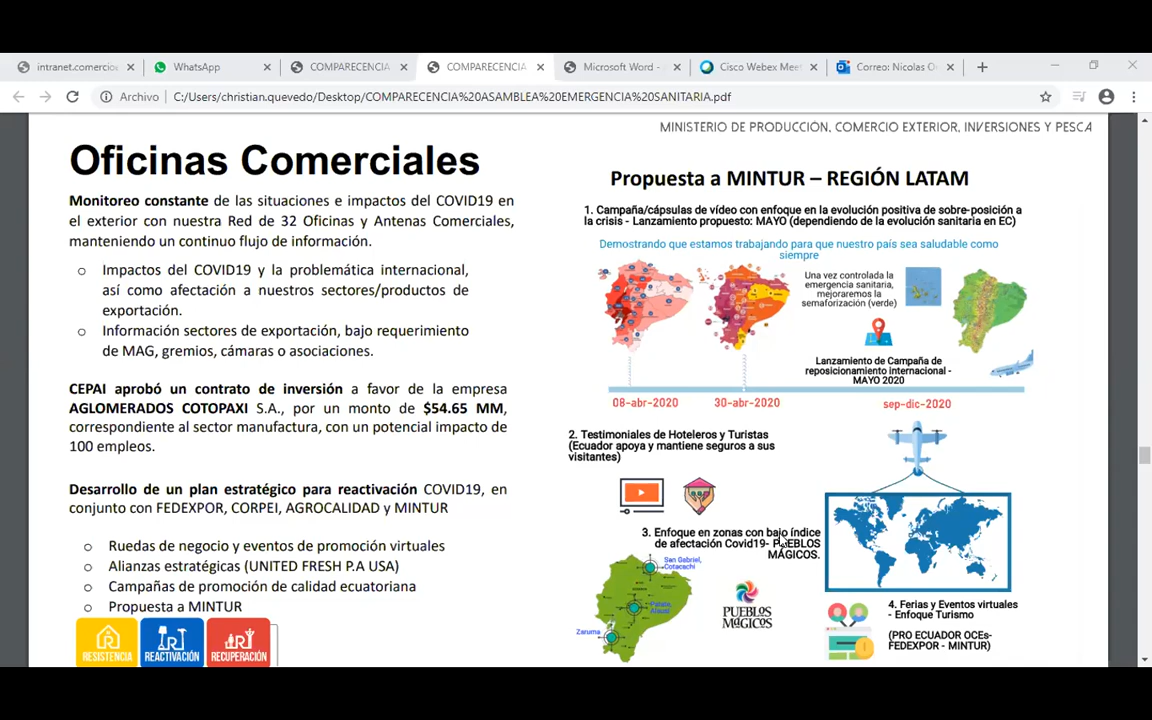 intranet.comercio
WhatsApp
COMPARECENCIA
COMPARECENCIA
Microsoft Word -
Cisco Webex Meet
Correo: Nicolas O
Archivo
C:/Users/christian.quevedo/Desktop/COMPARECENCIA%20ASAMBLEA%20EMERGENCIA%20SANITARIA.pdf
MINISTERIO DE PRODUCCIÓN, COMERCIO EXTERIOR, INVERSIONES Y PESCA
Oficinas Comerciales
Monitoreo constante de las situaciones e impactos del COVID19 en
el exterior con nuestra Red de 32 Oficinas y Antenas Comerciales,
manteniendo un continuo flujo de información.
o Impactos del COVID19 y la problemática internacional,
así como afectación a nuestros sectores/productos de
exportación.
o Información sectores de exportación, bajo requerimiento
de MAG, gremios, cámaras o asociaciones.
CEPAI aprobó un contrato de inversión a favor de la empresa
AGLOMERADOS COTOPAXI S.A., por un monto de $54.65 MM,
correspondiente al sector manufactura, con un potencial impacto de
100 empleos.
Desarrollo de un plan estratégico para reactivación COVID19, en
conjunto con FEDEXPOR, CORPEI, AGROCALIDAD y MINTUR
o Ruedas de negocio y eventos de promoción virtuales
o Alianzas estratégicas (UNITED FRESH P.A USA)
o Campañas de promoción de calidad ecuatoriana
o Propuesta a MINTUR
RESISTENCIA
REACTIVACIÓN
RECUPERACIÓN
Propuesta a MINTUR – REGIÓN LATAM
1. Campaña/cápsulas de vídeo con enfoque en la evolución positiva de sobre-posición a
la crisis - Lanzamiento propuesto: MAYO (dependiendo de la evolución sanitaria en EC)
Demostrando que estamos trabajando para que nuestro país sea saludable como
siempre
Una vez controlada la
emergencia sanitaria,
mejoraremos la
semaforización (verde)
Lanzamiento de Campaña de
reposicionamiento internacional -
MAYO 2020
08-abr-2020
30-abr-2020
sep-dic-2020
2. Testimoniales de Hoteleros y Turistas
(Ecuador apoya y mantiene seguros a sus
visitantes)
3. Enfoque en zonas con bajo índice
de afectación Covid19- PUEBLOS
MÁGICOS.
San Gabriel,
Cotacachi
Patate,
Alausí
Zaruma
PUEBLOS
MÁGICOS
4. Ferias y Eventos virtuales
- Enfoque Turismo
(PRO ECUADOR OCEs-
FEDEXPOR - MINTUR)